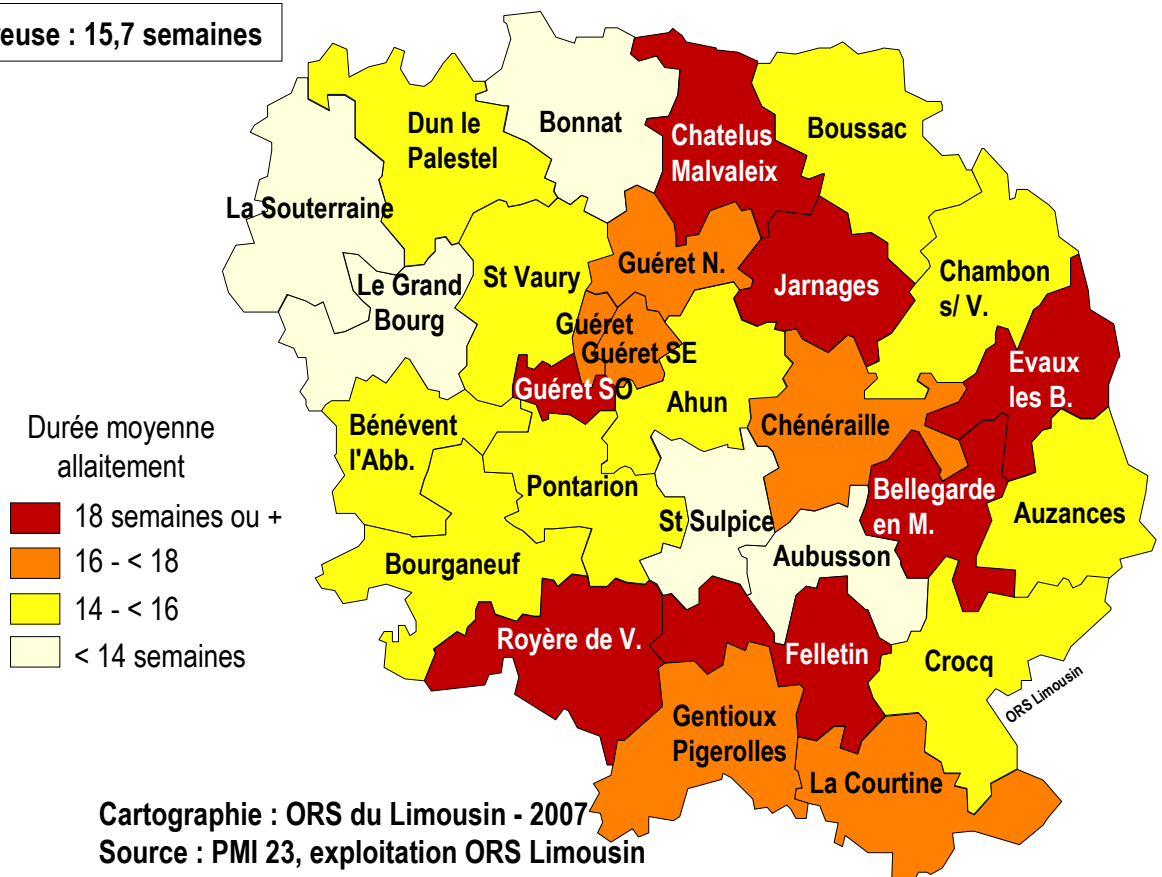 euse : 15,7 semaines
Bonnat
Dun le
Palestel
Chatelus
Malvaleix
Boussac
La Souterraine
Le Grand
Bourg
St Vaury
Guéret N.
Jarnages
Chambon
s/ V.
Guéret
Guéret SE
Guéret SO
Ahun
Evaux
les B.
Durée moyenne
allaitement
18 semaines ou +
16 - < 18
14 - < 16
< 14 semaines
Bénévent
l'Abb.
Chénéraille
Pontarion
St Sulpice
Bellegarde
en M.
Auzances
Bourganeuf
Aubusson
Royère de V.
Felletin
Crocq
ORS Limousin
Gentioux
Pigerolles
La Courtine
Cartographie : ORS du Limousin - 2007
Source : PMI 23, exploitation ORS Limousin